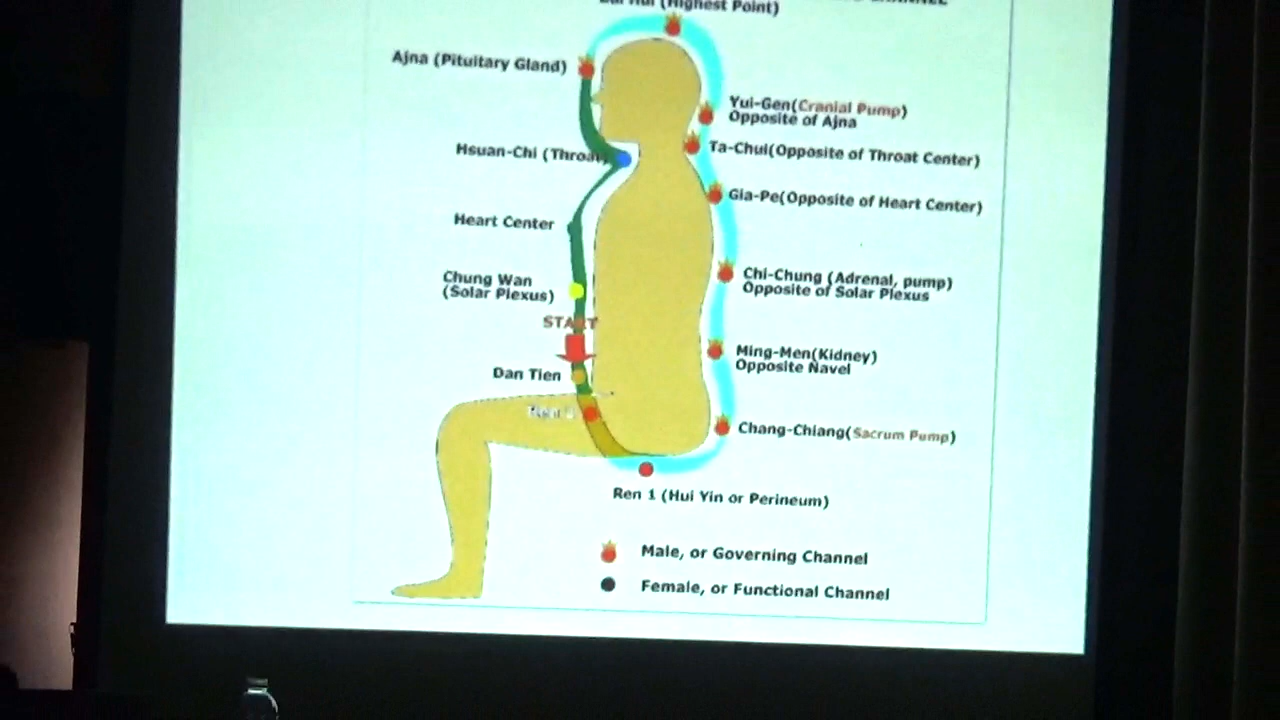 (Highest Point)
Ajna (Pituitary Gland)
Yui-Gen(Cranial Pump)
Opposite of Ajna
Hsuan-Chi (Throat
Ta-Chui(Opposite of Throat Center)
Gia-Pe(Opposite of Heart Center)
Heart Center
Chung Wan
(Solar Plexus)
Chi-Chung (Adrenal, pump)
Opposite of Solar Plexus
START
Ming-Men(Kidney)
Opposite Navel
Dan Tien
Chang-Chiang(Sacrum Pump)
Ren 1 (Hui Yin or Perineum)
Male, or Governing Channel
Female, or Functional Channel